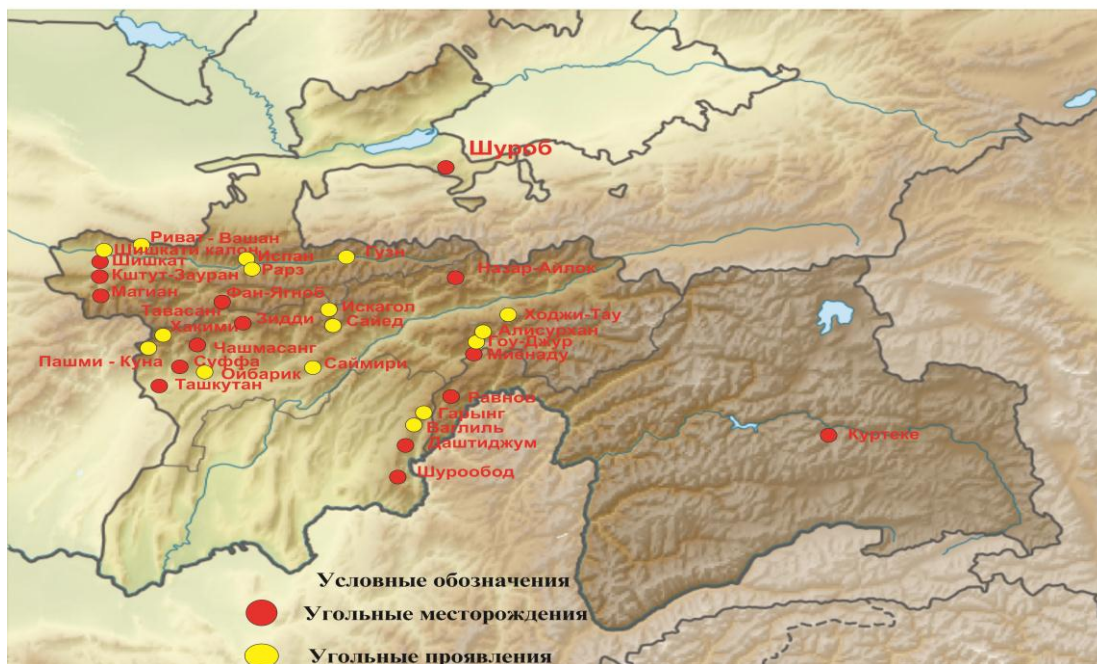 Шуроб
Риват - Вашан
Шишкати калон
Шишкат
Испан
Гузн
Рарз
Кштут-Зауран
Назар-Айлок
Магиан
Фан-Ягноб
Тавасанг
Искагол
Ходжи-Тау
Хакими
Зидди
Сайед
Алисурхан
Гоу-Джур
Чашмасанг
Миенаду
Пашми - Куна
Суффа
Саймири
Ойбарик
Ташкутан
Равнов
Гарынг
Ваглиль
Даштиджум
Куртеке
Шурообод
Условные обозначения
Угольные месторождения
Угольные проявления